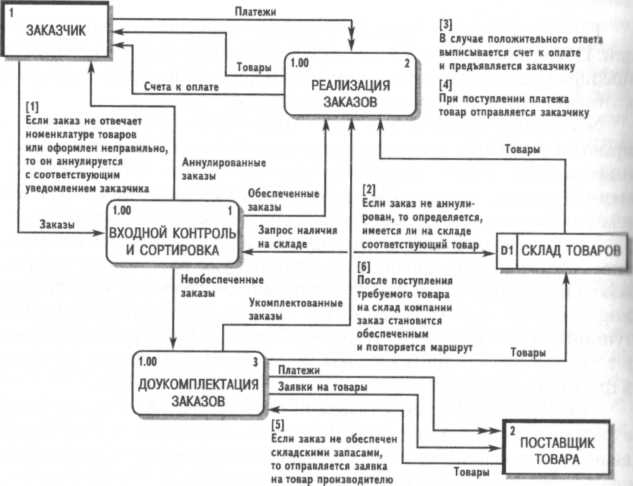 Платежи
1
ЗАКАЗЧИК
Товары
Счета к оплате
1.00 2
РЕАЛИЗАЦИЯ
ЗАКАЗОВ
[3]
В случае положительного ответа
выписывается счет к оплате
и предъявляется заказчику
[4]
При поступлении платежа
товар отправляется заказчику
[1]
Если заказ не отвечает
номенклатуре товаров
или оформлен неправильно,
то он аннулируется
с соответствующим
уведомлением заказчика
Аннулированные
заказы
Товары
Обеспеченные
заказы
[2]
Если заказ не аннули-
рован, то определяется,
имеется ли на складе
соответствующий товар
Заказы
1.00 1
ВХОДНОЙ КОНТРОЛЬ
И СОРТИРОВКА
Запрос наличия
на складе
D1 СКЛАД ТОВАРОВ
Необеспеченные
заказы
Укомплектованные
заказы
[6]
После поступления
требуемого товара
на склад компании
заказ становится
обеспеченным
и повторяется маршрут
Товары
1.00 3
ДОУКОМПЛЕКТАЦИЯ
ЗАКАЗОВ
Платежи
Заявки на товары
[5]
Если заказ не обеспечен
складскими запасами,
то отправляется заявка
на товар производителю
Товары
2
ПОСТАВЩИК
ТОВАРА